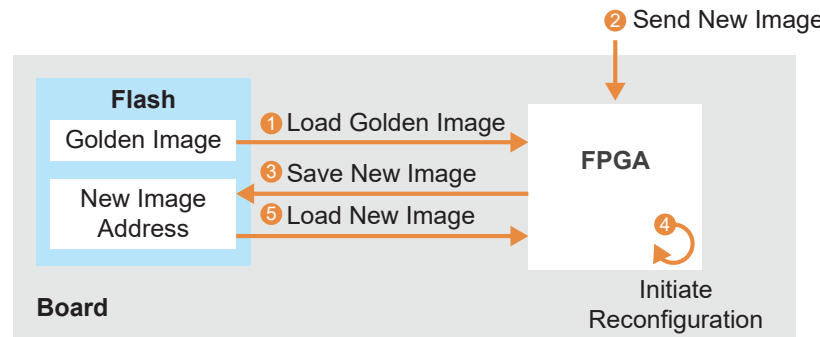 2 Send New Image
Flash
Golden Image
1 Load Golden Image
FPGA
3 Save New Image
New Image
Address
5 Load New Image
4
Initiate
Reconfiguration
Board